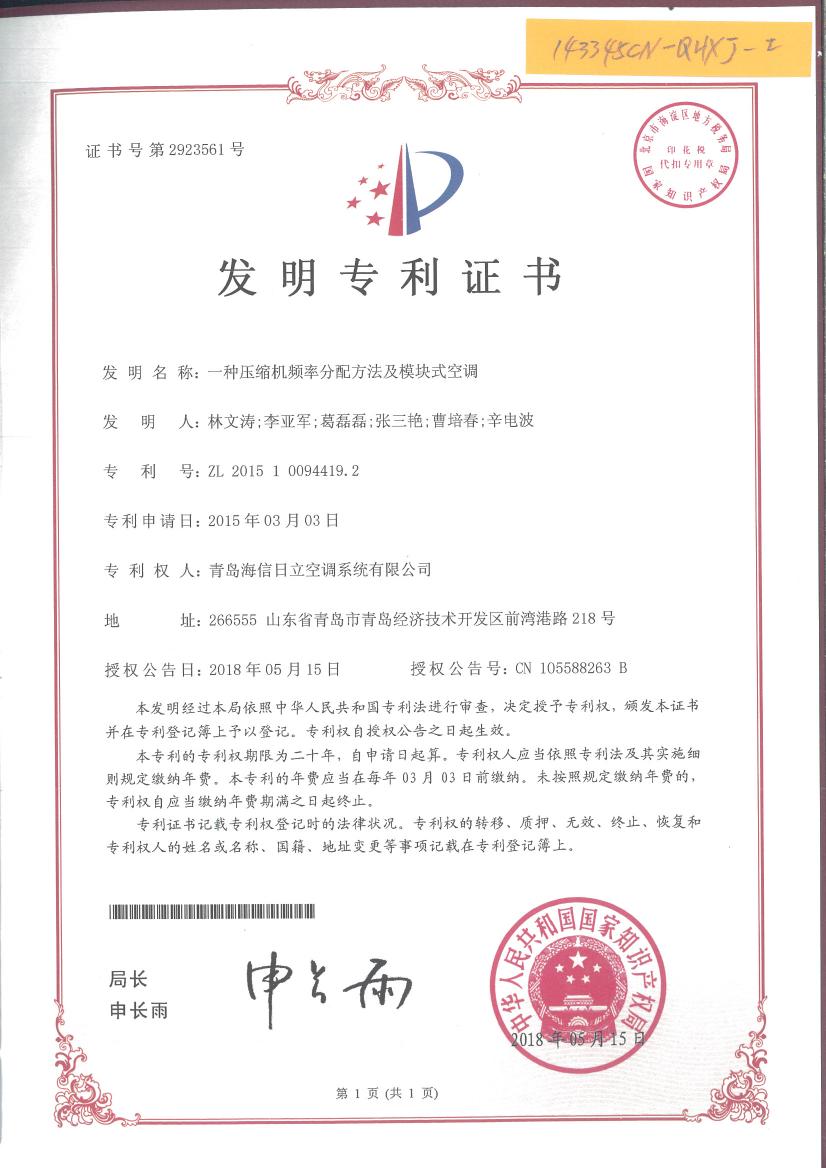 143345CN-QHXJ-I
证书号第2923561号
北京市海淀区地方税务局
印花税
代扣专用章
国家知识产权局
发明专利证书
发明名称：一种压缩机频率分配方法及模块式空调
发明人：林文涛;李亚军;葛磊磊;张三艳;曹培春;辛电波
专利号：ZL 2015 1 0094419.2
专利申请日：2015年03月03日
专利权人：青岛海信日立空调系统有限公司
地址：266555 山东省青岛市青岛经济技术开发区前湾港路218号
授权公告日：2018年05月15日 授权公告号：CN 105588263 B
本发明经过本局依照中华人民共和国专利法进行审查，决定授予专利权，颁发本证书
并在专利登记簿上予以登记。专利权自授权公告之日起生效。
本专利的专利权期限为二十年，自申请日起算。专利权人应当依照专利法及其实施细
则规定缴纳年费。本专利的年费应当在每年03月03日前缴纳。未按照规定缴纳年费的，
专利权自应当缴纳年费期满之日起终止。
专利证书记载专利权登记时的法律状况。专利权的转移、质押、无效、终止、恢复和
专利权人的姓名或名称、国籍、地址变更等事项记载在专利登记簿上。
局长
申长雨
申长雨
中华人民共和国国家知识产权局
2018年05月15日
第1页(共1页)